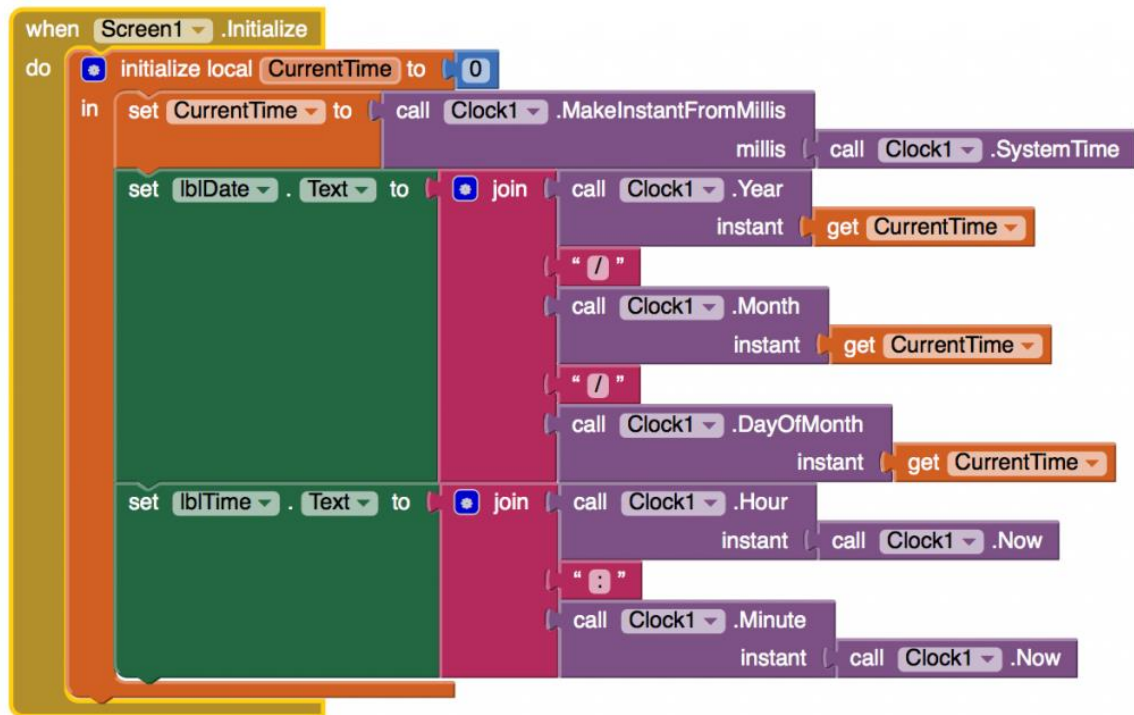 when Screen1 .Initialize
do initialize local CurrentTime to 0
in set CurrentTime to call Clock1 .MakeInstantFromMillis
millis call Clock1 .SystemTime
set lblDate . Text to join call Clock1 .Year
instant get CurrentTime
" / "
call Clock1 .Month
instant get CurrentTime
" / "
call Clock1 .DayOfMonth
instant get CurrentTime
set lblTime . Text to join call Clock1 .Hour
instant call Clock1 .Now
" : "
call Clock1 .Minute
instant call Clock1 .Now